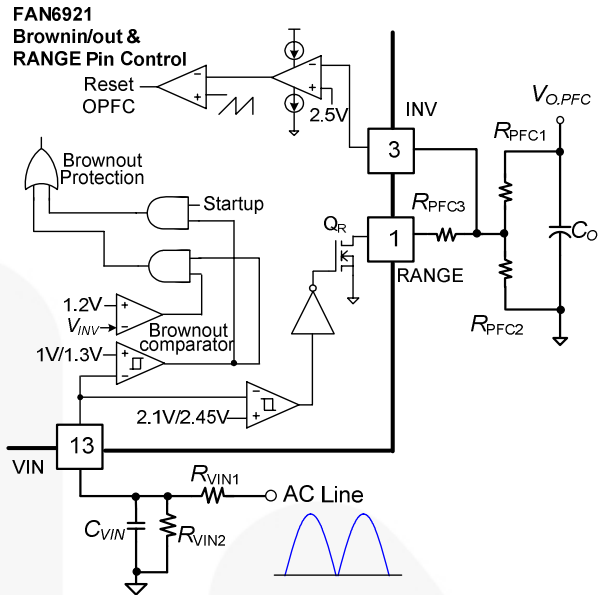 FAN6921
Brownin/out &
RANGE Pin Control
Reset
OPFC
2.5V
INV
3
V_O.PFC
R_PFC1
Brownout
Protection
Startup
Q_R
R_PFC3
1
RANGE
C_O
R_PFC2
1.2V
V_INV
Brownout
comparator
1V/1.3V
2.1V/2.45V
13
VIN
R_VIN1
AC Line
C_VIN
R_VIN2